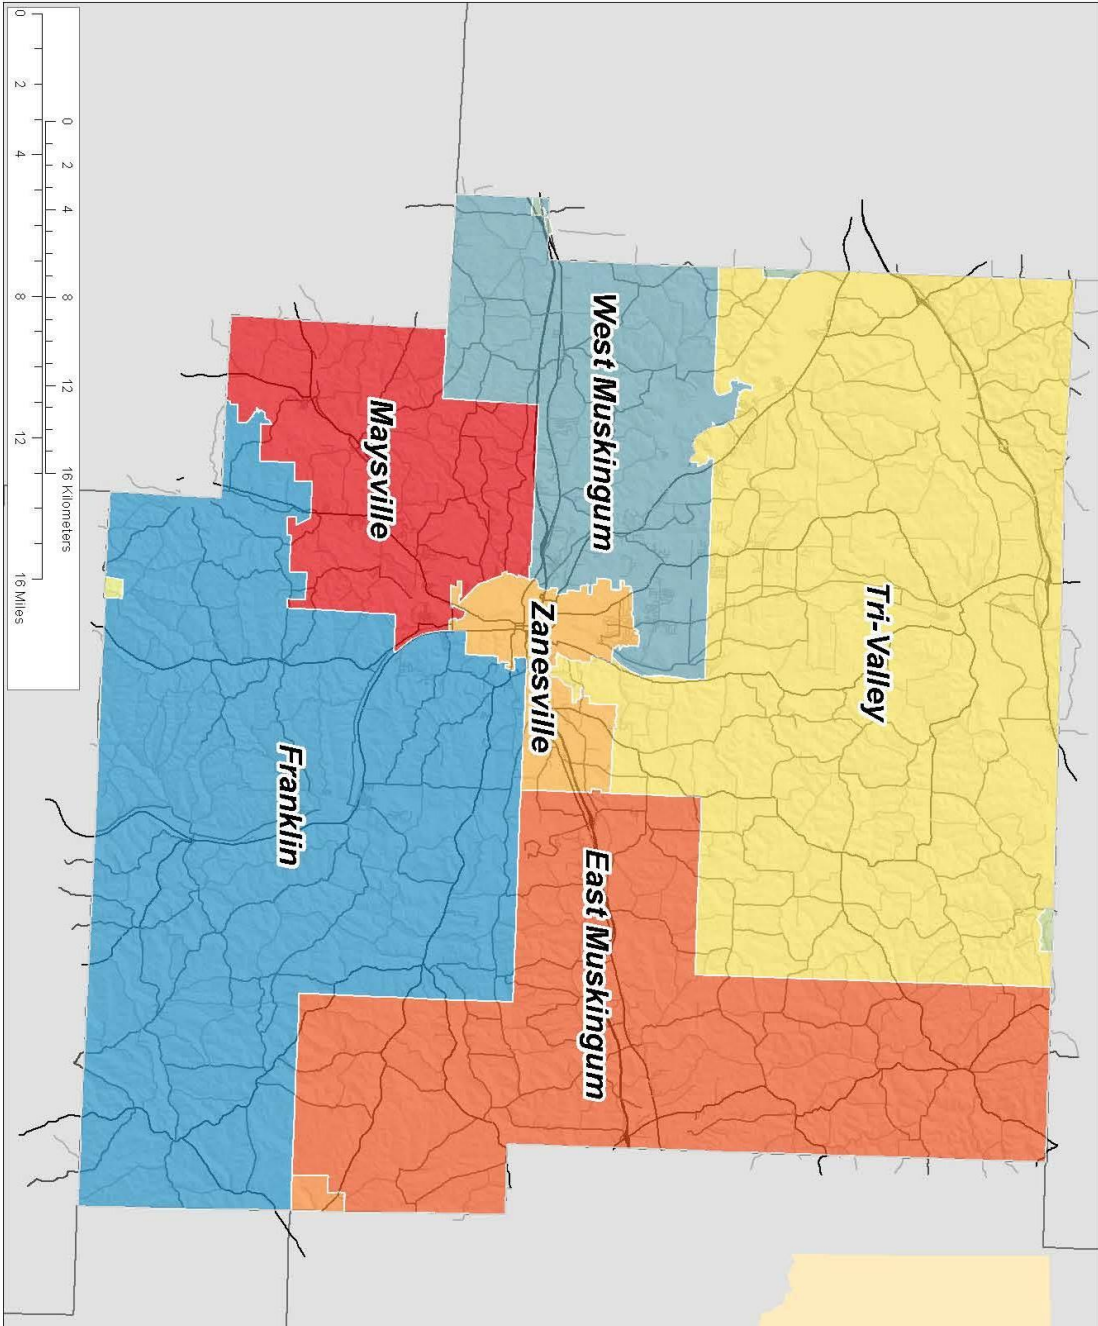 Tri-Valley
West Muskingum
Zanesville
East Muskingum
Maysville
Franklin
0 2 4 8 12 16 Kilometers
0 2 4 8 12 16 Miles